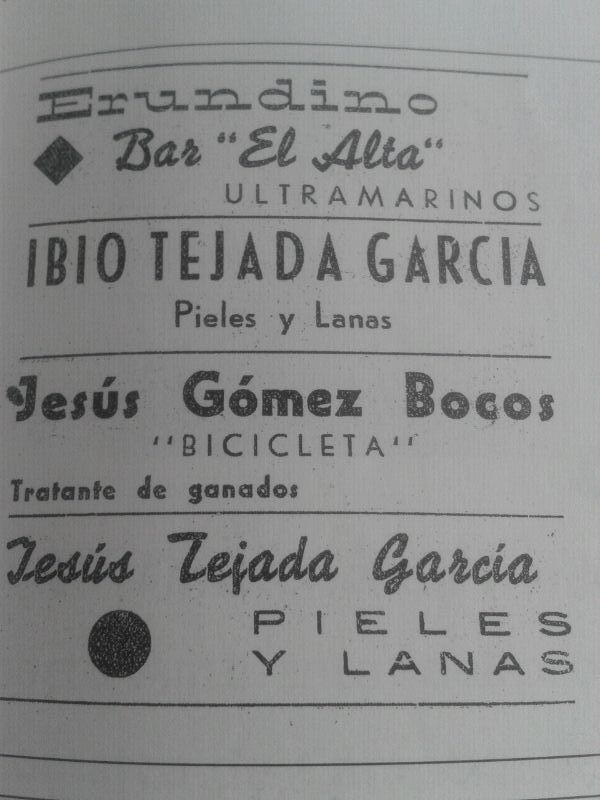 Erundino
Bar "El Alta"
ULTRAMARINOS
IBIO TEJADA GARCIA
Pieles y Lanas
Jesús Gómez Bocos
"BICICLETA"
Tratante de ganados
Jesús Tejada García
PIELES
Y LANAS